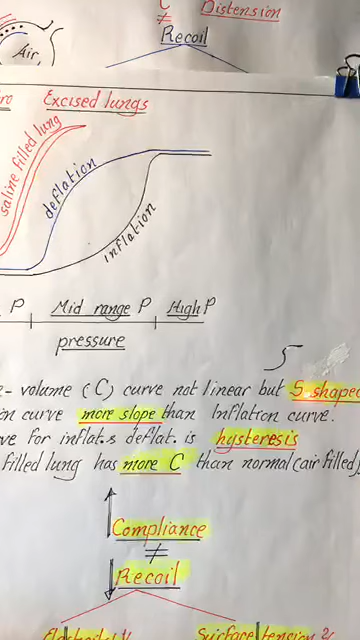 C
≠ Distension
Recoil
Air,
Excised lungs
saline filled lung
deflation
inflation
P Mid range P High P
pressure
e- volume (C) curve not linear but S.shaped
curve more slope than Inflation curve.
ve for inflat. & deflat. is hysteresis
filled lung has more C than normal (air filled)
Compliance
≠
Recoil
Surface tension